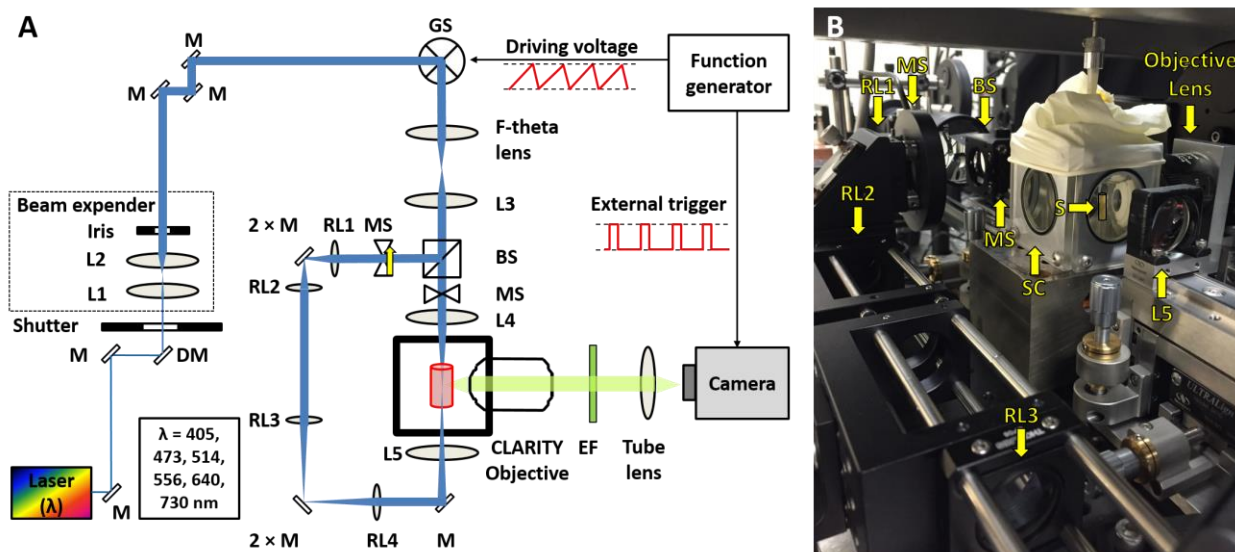 A
GS
M
Driving voltage
Function
generator
M
M
F-theta
lens
Beam expender
Iris
L2
L1
L3
External trigger
2 × M
RL1
MS
BS
RL2
MS
L4
Shutter
M
DM
Camera
RL3
λ = 405,
473, 514,
556, 640,
730 nm
L5
CLARITY
Objective
EF
Tube
lens
Laser
(λ)
M
2 × M
RL4
M
B
MS
RL1
BS
Objective
Lens
RL2
S
MS
SC
L5
RL3
ULTRAlign